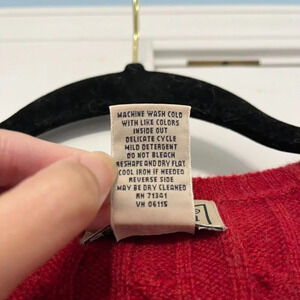 MACHINE WASH COLD
WITH LIKE COLORS
INSIDE OUT
DELICATE CYCLE
MILD DETERGENT
DO NOT BLEACH
RESHAPE AND DRY FLAT
COOL IRON IF NEEDED
REVERSE SIDE
MAY BE DRY CLEANED
RN 71341
VN 06115